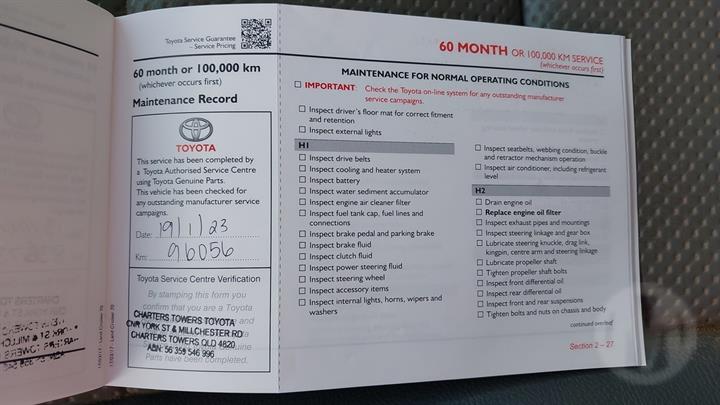 Toyota Service Guarantee
– Service Pricing
60 month or 100,000 km
(whichever occurs first)
Maintenance Record
TOYOTA
This service has been completed by
a Toyota Authorised Service Centre
using Toyota Genuine Parts.
This vehicle has been checked for
any outstanding manufacturer service
campaigns.
Date: 19/1/23
Km: 96056
Toyota Service Centre Verification
By stamping this form you
confirm that you are a Toyota
CHARTERS TOWERS TOYOTA
CNR YORK ST & MILLCHESTER RD
CHARTERS TOWERS QLD 4820
ABN: 56 359 546 996
Parts have been completed.
60 MONTH OR 100,000 KM SERVICE
(whichever occurs first)
MAINTENANCE FOR NORMAL OPERATING CONDITIONS
IMPORTANT: Check the Toyota on-line system for any outstanding manufacturer
service campaigns.
Inspect driver's floor mat for correct fitment
and retention
Inspect external lights
H1
Inspect drive belts
Inspect cooling and heater system
Inspect battery
Inspect water sediment accumulator
Inspect engine air cleaner filter
Inspect fuel tank cap, fuel lines and
connections
Inspect brake pedal and parking brake
Inspect brake fluid
Inspect clutch fluid
Inspect power steering fluid
Inspect steering wheel
Inspect accessory items
Inspect internal lights, horns, wipers and
washers
Inspect seatbelts, webbing condition, buckle
and retractor mechanism operation
Inspect air conditioner, including refrigerant
level
H2
Drain engine oil
Replace engine oil filter
Inspect exhaust pipes and mountings
Inspect steering linkage and gear box
Lubricate steering knuckle, drag link,
kingpin, centre arm and steering linkage
Lubricate propeller shaft
Tighten propeller shaft bolts
Inspect front differential oil
Inspect rear differential oil
Inspect front and rear suspensions
Tighten bolts and nuts on chassis and body
continued overleaf
Section 2 – 27